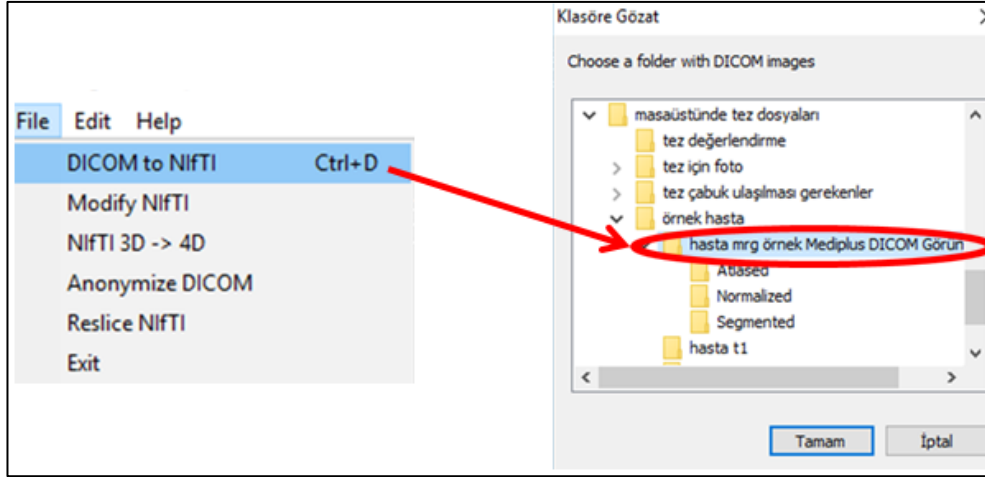 File Edit Help
DICOM to NIfTI Ctrl+D
Modify NIfTI
NIfTI 3D -> 4D
Anonymize DICOM
Reslice NIfTI
Exit
Klasöre Gözat
Choose a folder with DICOM images
masaüstünde tez dosyaları
tez değerlendirme
tez için foto
tez çabuk ulaşılması gerekenler
örnek hasta
hasta mrg örnek Mediplus DICOM Görün
Atlased
Normalized
Segmented
hasta t1
Tamam İptal